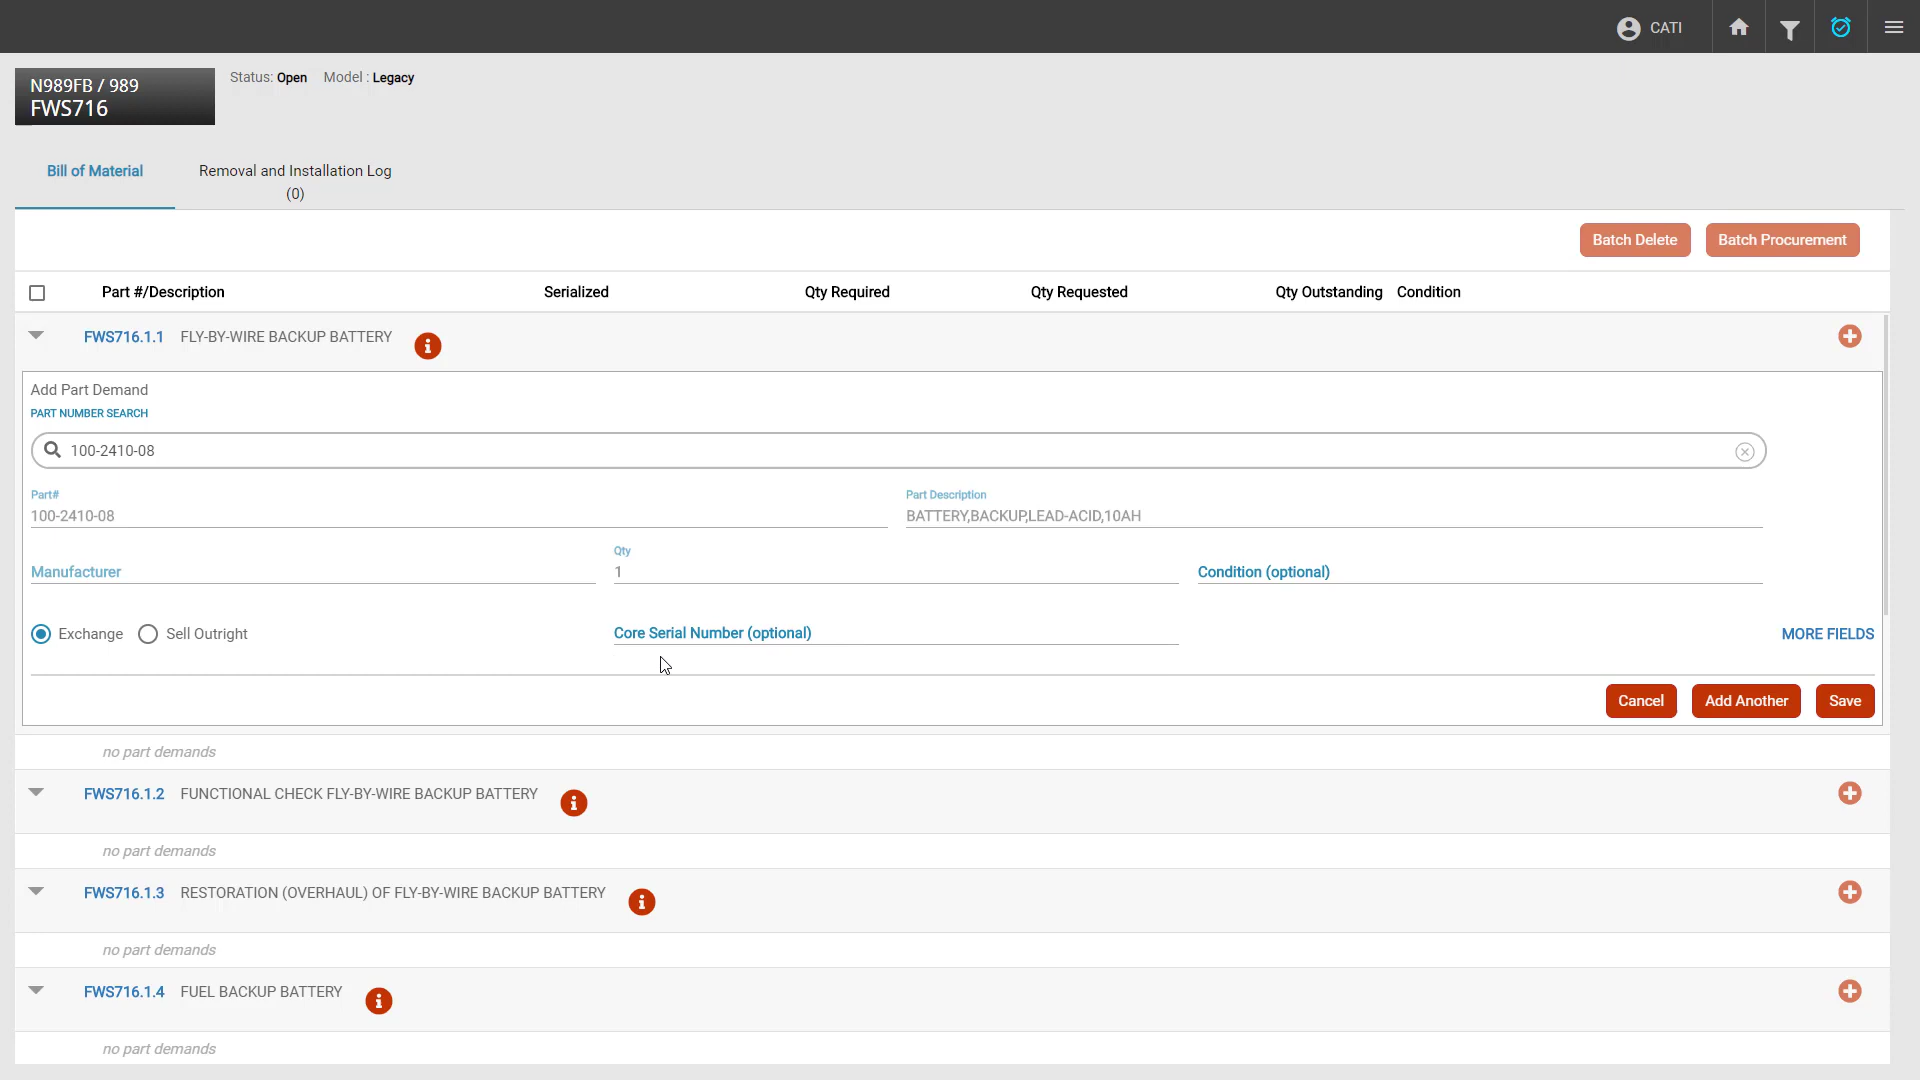 CATI
N989FB / 989
FWS716
Status: Open Model : Legacy
Bill of Material
Removal and Installation Log
(0)
Batch Delete
Batch Procurement
Part #/Description
Serialized
Qty Required
Qty Requested
Qty Outstanding
Condition
FWS716.1.1 FLY-BY-WIRE BACKUP BATTERY
Add Part Demand
PART NUMBER SEARCH
100-2410-08
Part#
100-2410-08
Part Description
BATTERY,BACKUP,LEAD-ACID,10AH
Manufacturer
Qty
1
Condition (optional)
Exchange
Sell Outright
Core Serial Number (optional)
MORE FIELDS
Cancel
Add Another
Save
no part demands
FWS716.1.2 FUNCTIONAL CHECK FLY-BY-WIRE BACKUP BATTERY
no part demands
FWS716.1.3 RESTORATION (OVERHAUL) OF FLY-BY-WIRE BACKUP BATTERY
no part demands
FWS716.1.4 FUEL BACKUP BATTERY
no part demands